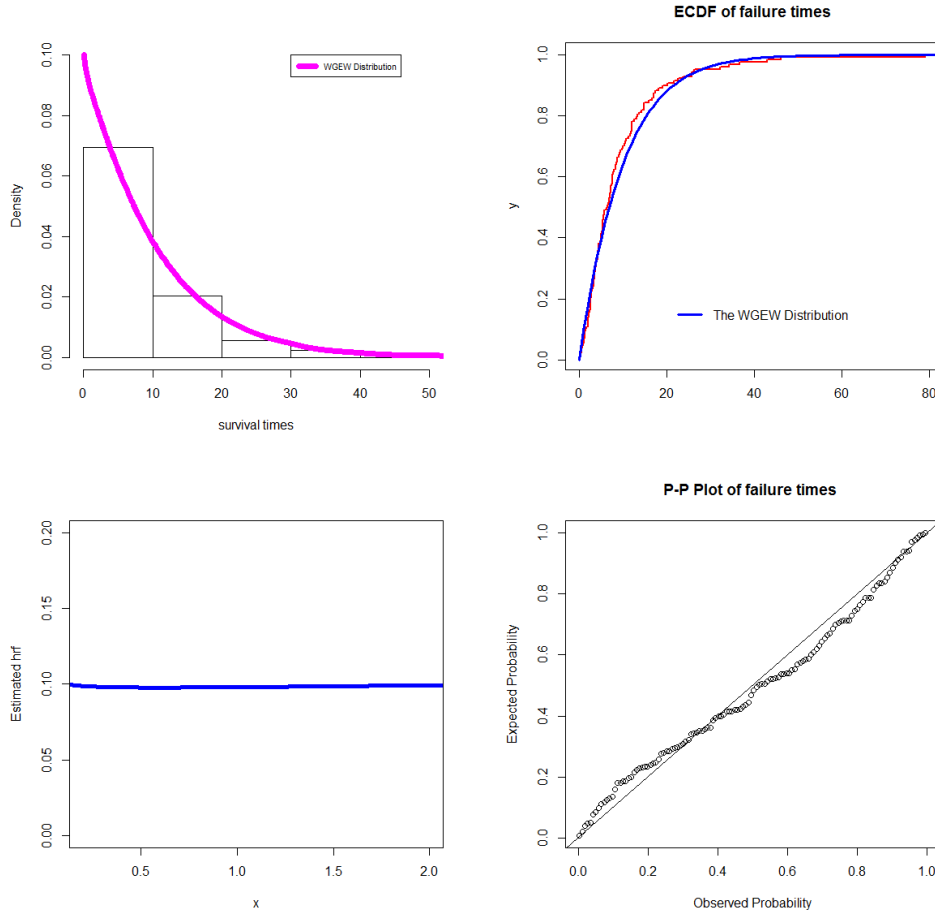 WGEW Distribution
Density
0.10
0.08
0.06
0.04
0.02
0.00
0 10 20 30 40 50
survival times
ECDF of failure times
y
1.0
0.8
0.6
0.4
0.2
0.0
The WGEW Distribution
0 20 40 60 80
Estimated hrf
0.20
0.15
0.10
0.05
0.00
0.5 1.0 1.5 2.0
x
P-P Plot of failure times
Expected Probability
1.0
0.8
0.6
0.4
0.2
0.0
0.0 0.2 0.4 0.6 0.8 1.0
Observed Probability